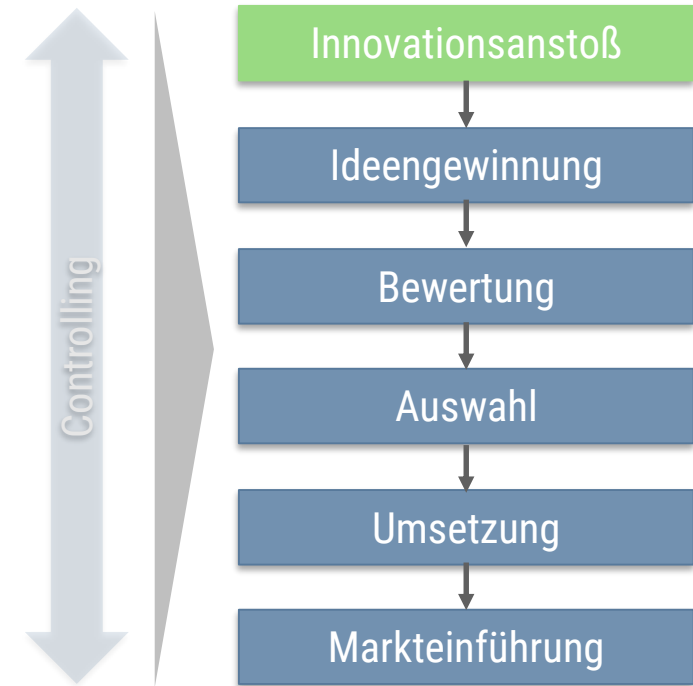 Innovationsanstoß
Ideengewinnung
Bewertung
Controlling
Auswahl
Umsetzung
Markteinführung